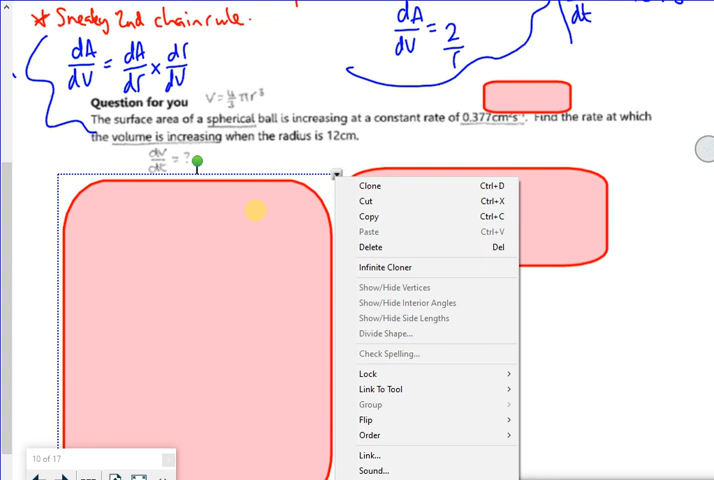 * Sneaky 2nd chain rule.
dA/dV = dA/dr × dr/dV
dA/dV = 2/r
dt
Question for you V = 4/3 πr³
The surface area of a spherical ball is increasing at a constant rate of 0.377cm²s⁻¹. Find the rate at which
the volume is increasing when the radius is 12cm.
dV/dt = ?
Clone Ctrl+D
Cut Ctrl+X
Copy Ctrl+C
Paste Ctrl+V
Delete Del
Infinite Cloner
Show/Hide Vertices
Show/Hide Interior Angles
Show/Hide Side Lengths
Divide Shape...
Check Spelling...
Lock
Link To Tool
Group
Flip
Order
Link...
Sound...
10 of 17